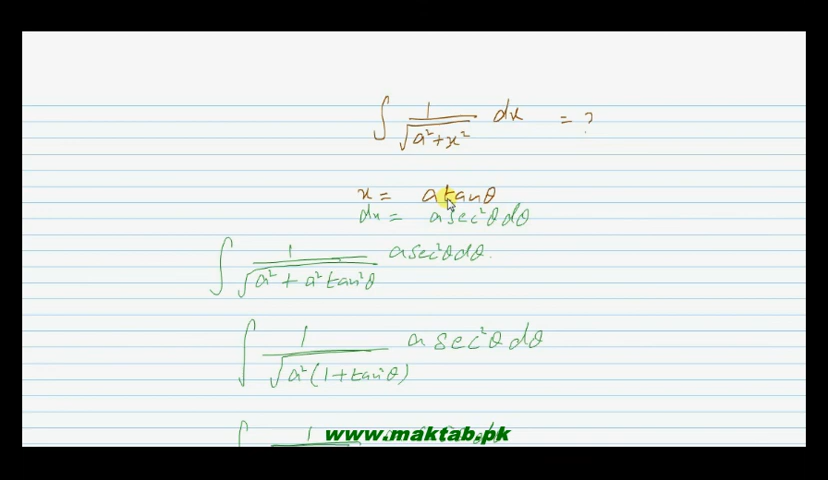 ∫ 1/√(a²+x²) dx = ?
x = a tanθ
dx = a sec²θ dθ
∫ 1/√(a² + a² tan²θ) a sec²θ dθ.
∫ 1/√(a²(1+tan²θ)) a sec²θ dθ
∫ 1
www.maktab.pk